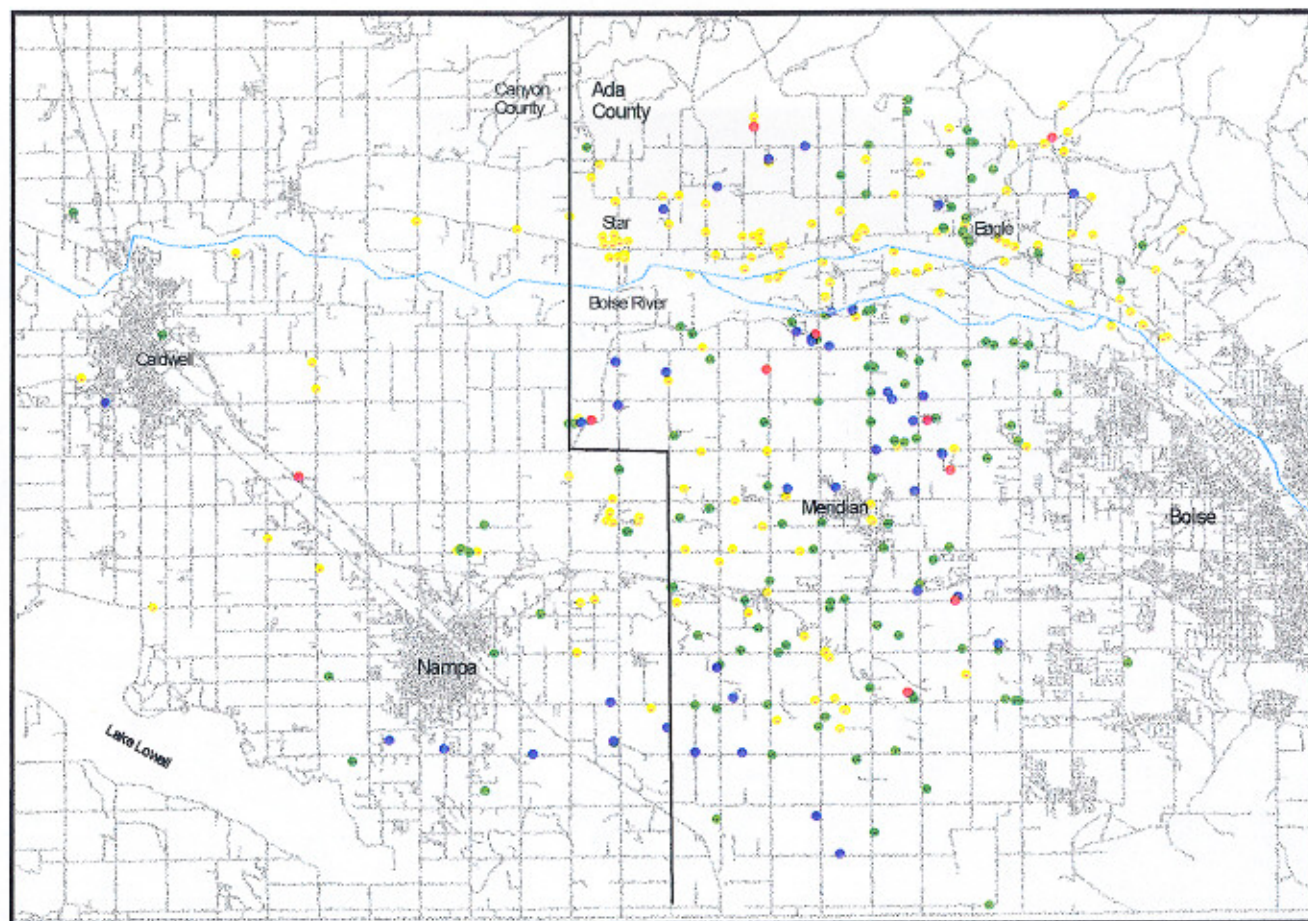 Canyon
County
Ada
County
Star
Eagle
Boise River
Caldwell
Meridian
Boise
Nampa
Lake Lowell